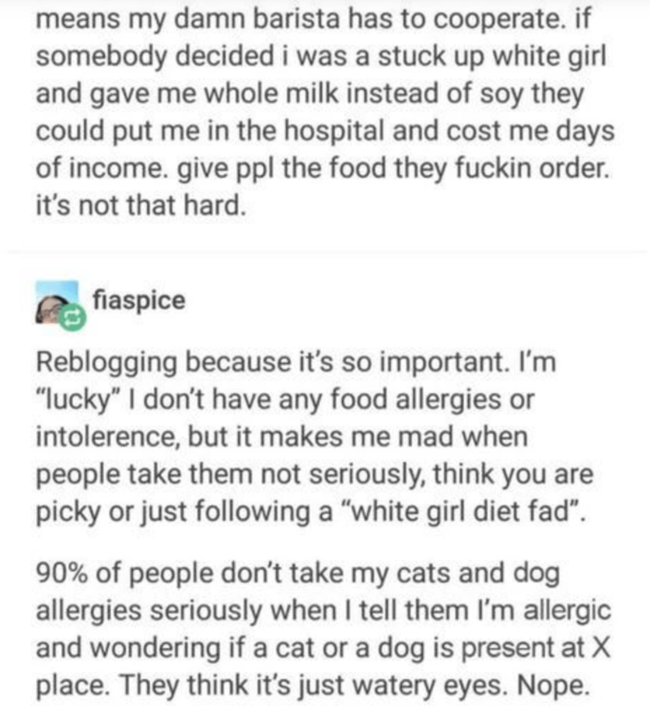 means my damn barista has to cooperate. if
somebody decided i was a stuck up white girl
and gave me whole milk instead of soy they
could put me in the hospital and cost me days
of income. give ppl the food they fuckin order.
it's not that hard.
fiaspice
Reblogging because it's so important. I'm
“lucky” I don't have any food allergies or
intolerence, but it makes me mad when
people take them not seriously, think you are
picky or just following a “white girl diet fad”.
90% of people don't take my cats and dog
allergies seriously when I tell them I'm allergic
and wondering if a cat or a dog is present at X
place. They think it's just watery eyes. Nope.